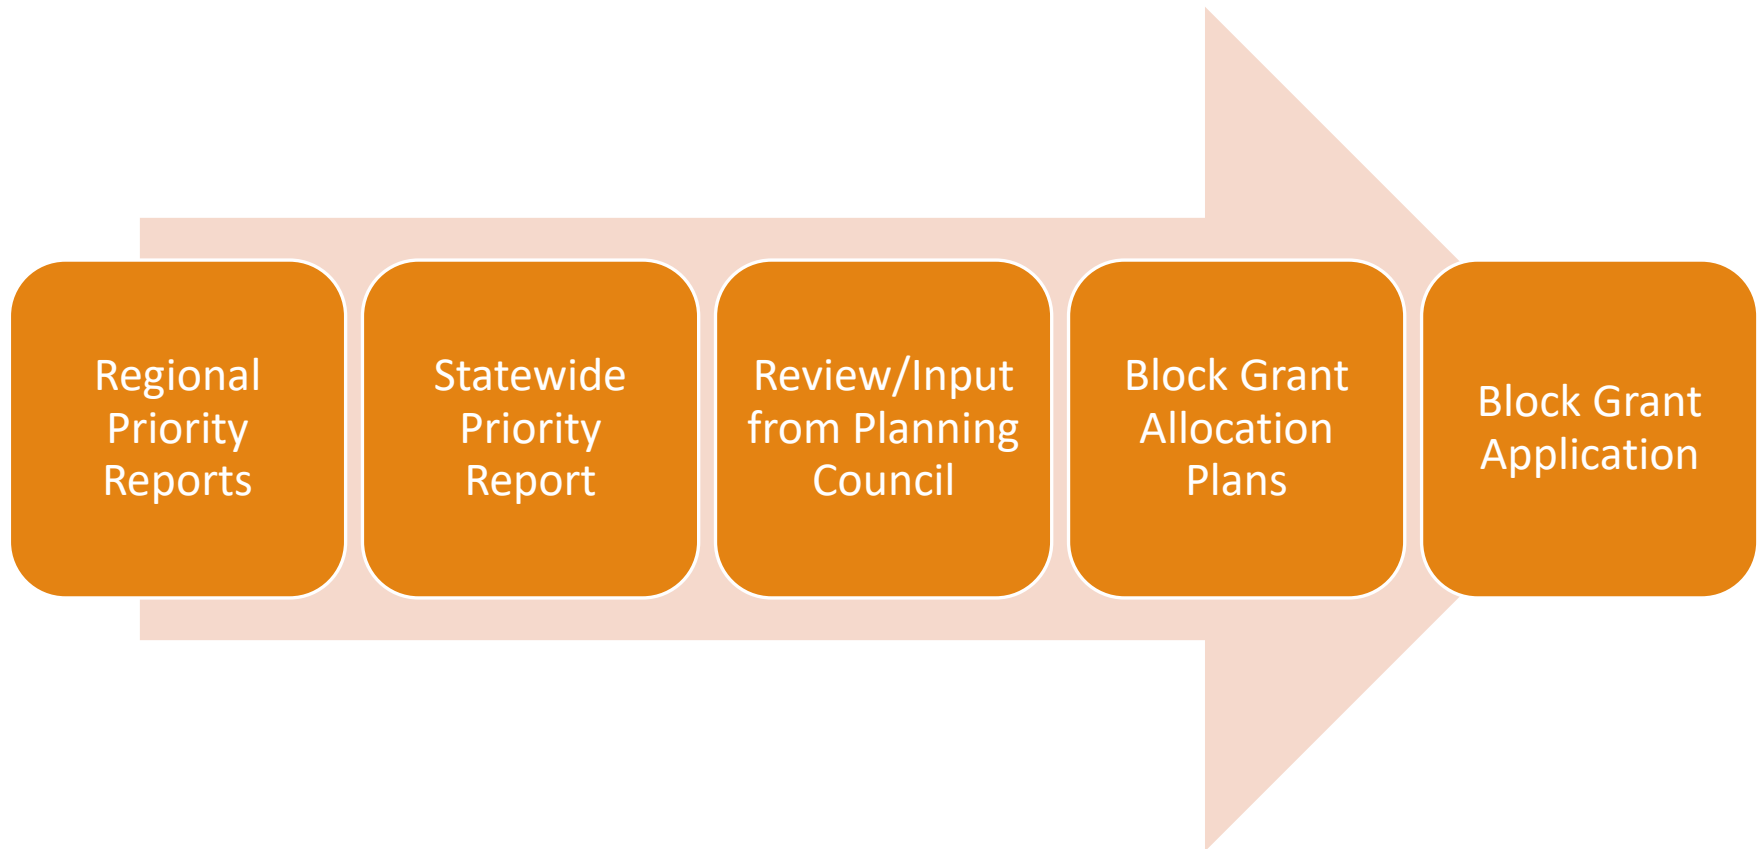 Regional
Priority
Reports
Statewide
Priority
Report
Review/Input
from Planning
Council
Block Grant
Allocation
Plans
Block Grant
Application